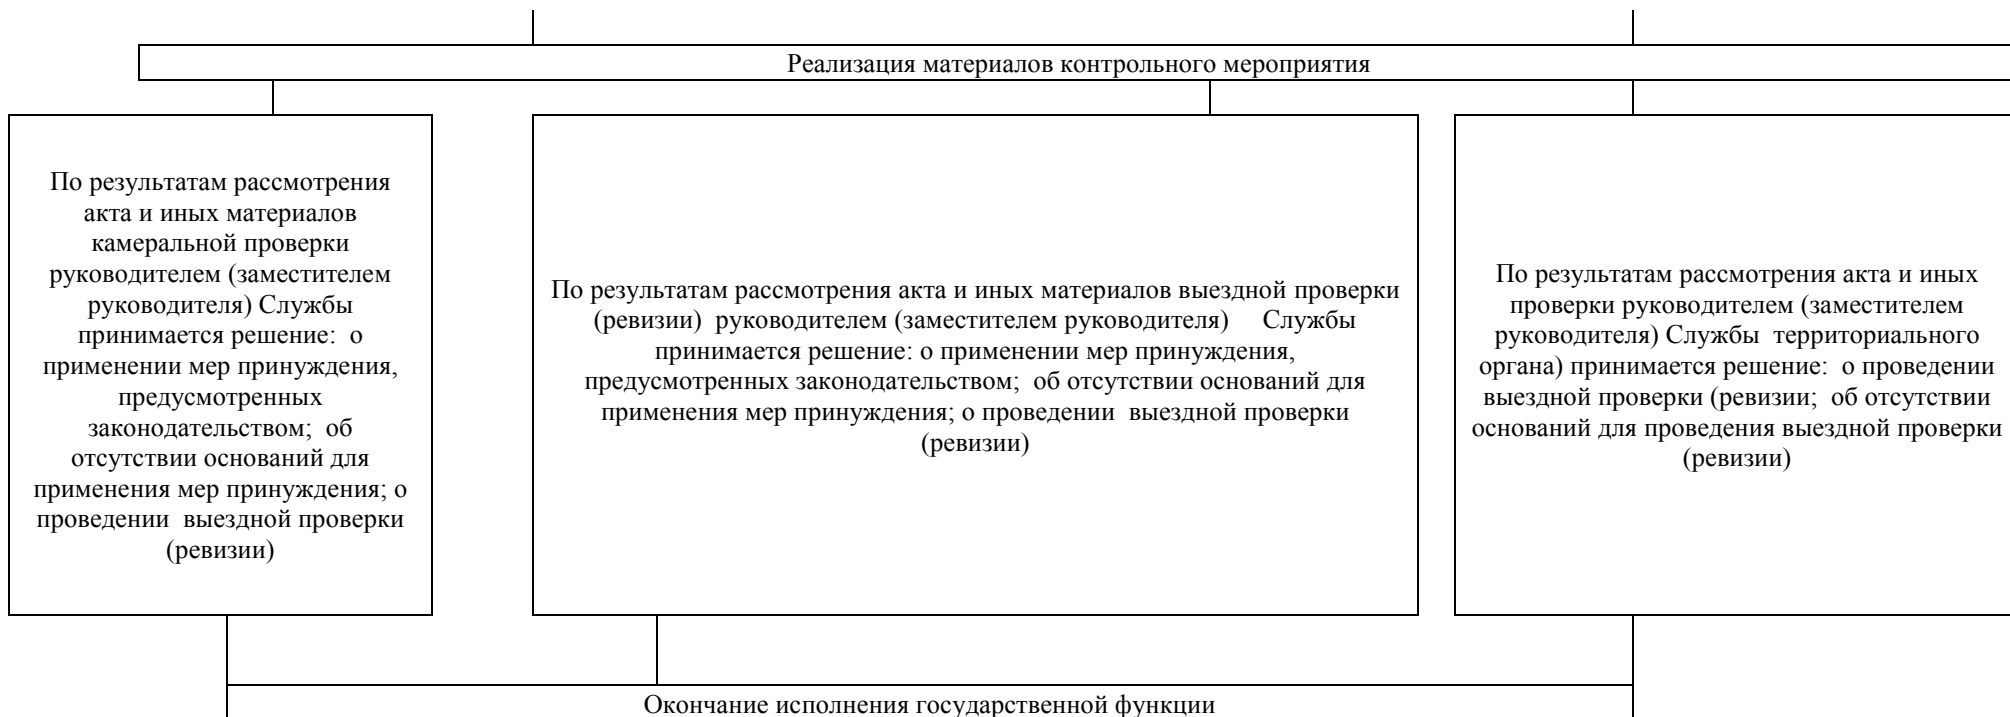 Реализация материалов контрольного мероприятия
По результатам рассмотрения
акта и иных материалов
камеральной проверки
руководителем (заместителем
руководителя) Службы
принимается решение:  о
применении мер принуждения,
предусмотренных
законодательством;  об
отсутствии оснований для
применения мер принуждения; о
проведении  выездной проверки
(ревизии)
По результатам рассмотрения акта и иных материалов выездной проверки
(ревизии)  руководителем (заместителем руководителя)    Службы
принимается решение: о применении мер принуждения,
предусмотренных законодательством;  об отсутствии оснований для
применения мер принуждения; о проведении  выездной проверки
(ревизии)
По результатам рассмотрения акта и иных
проверки руководителем (заместителем
руководителя) Службы  территориального
органа) принимается решение:  о проведении
выездной проверки (ревизии;  об отсутствии
оснований для проведения выездной проверки
(ревизии)
Окончание исполнения государственной функции